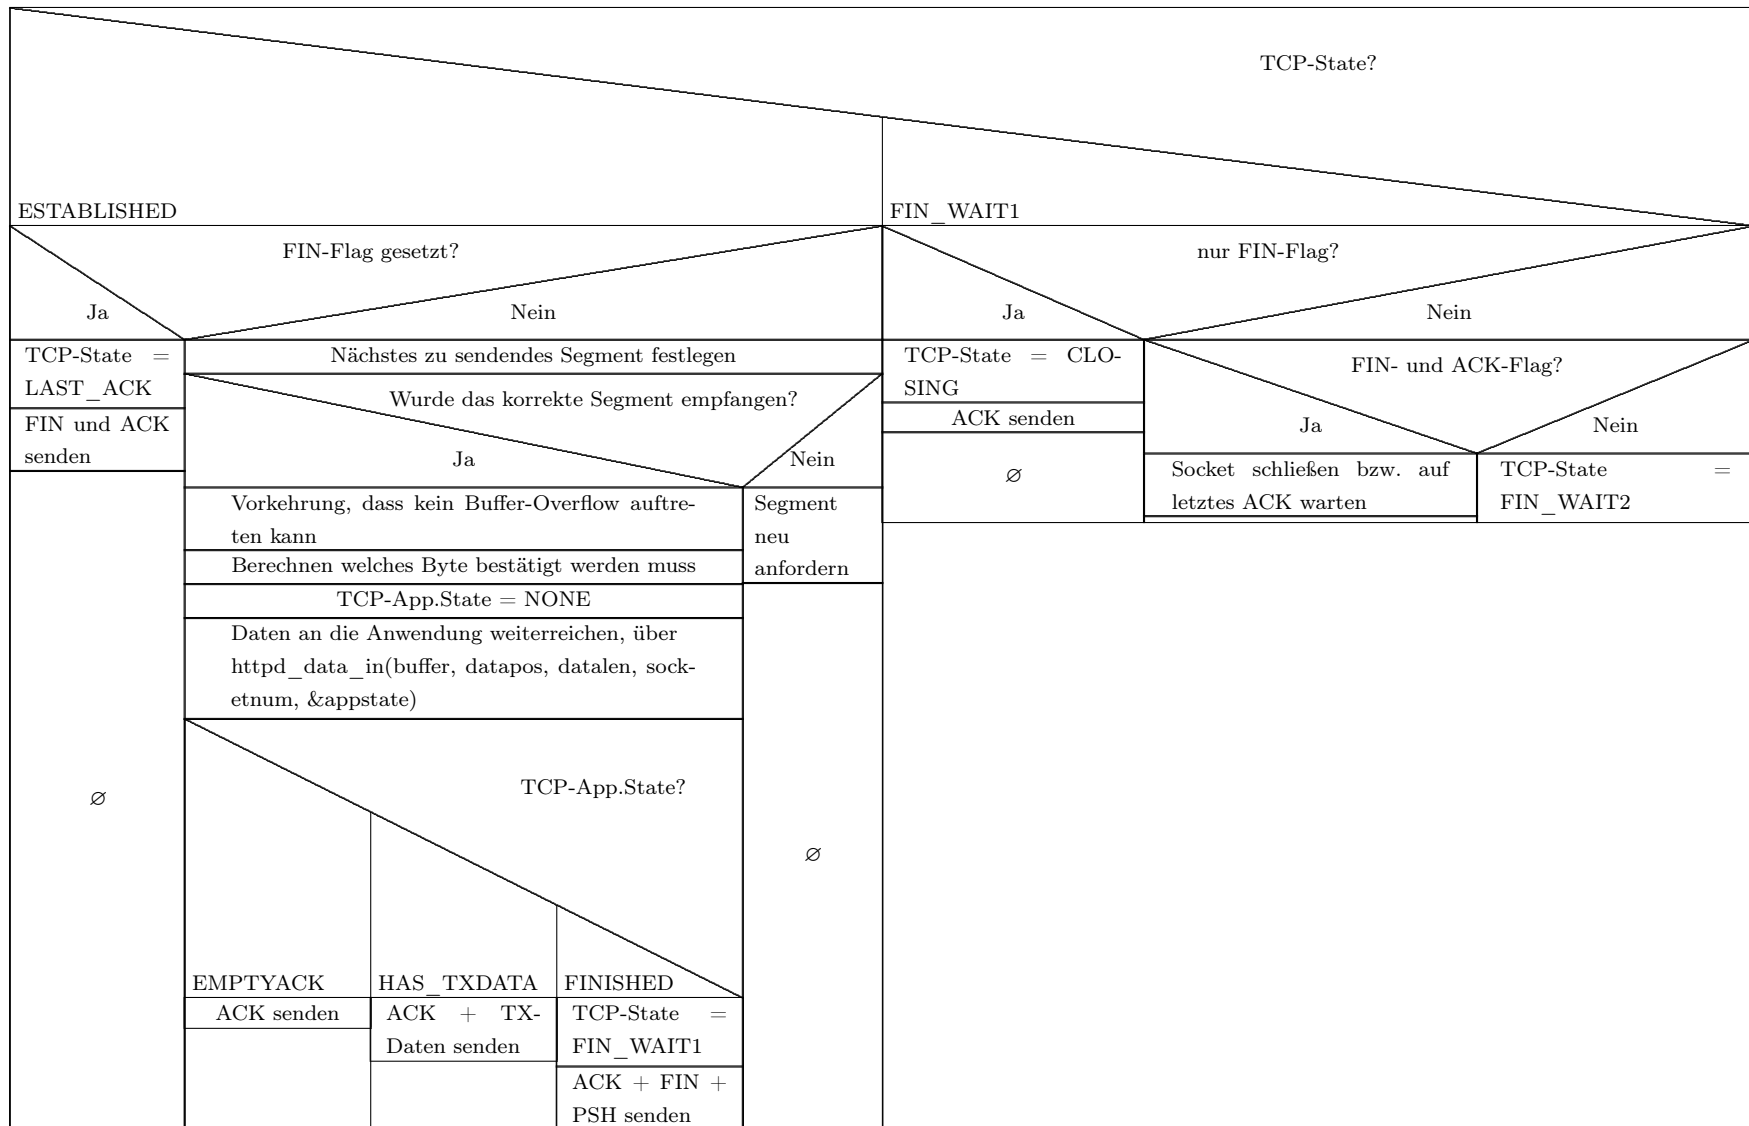 TCP-State?
ESTABLISHED
FIN_WAIT1
FIN-Flag gesetzt?
Ja
Nein
nur FIN-Flag?
Ja
Nein
TCP-State =
LAST_ACK
FIN und ACK
senden
∅
Nächstes zu sendendes Segment festlegen
Wurde das korrekte Segment empfangen?
Ja
Nein
Vorkehrung, dass kein Buffer-Overflow auftre-
ten kann
Berechnen welches Byte bestätigt werden muss
TCP-App.State = NONE
Daten an die Anwendung weiterreichen, über
httpd_data_in(buffer, datapos, datalen, sock-
etnum, &appstate)
TCP-App.State?
EMPTYACK
HAS_TXDATA
FINISHED
ACK senden
ACK + TX-
Daten senden
TCP-State =
FIN_WAIT1
ACK + FIN +
PSH senden
Segment
neu
anfordern
∅
TCP-State = CLO-
SING
ACK senden
∅
FIN- und ACK-Flag?
Ja
Nein
Socket schließen bzw. auf
letztes ACK warten
TCP-State =
FIN_WAIT2